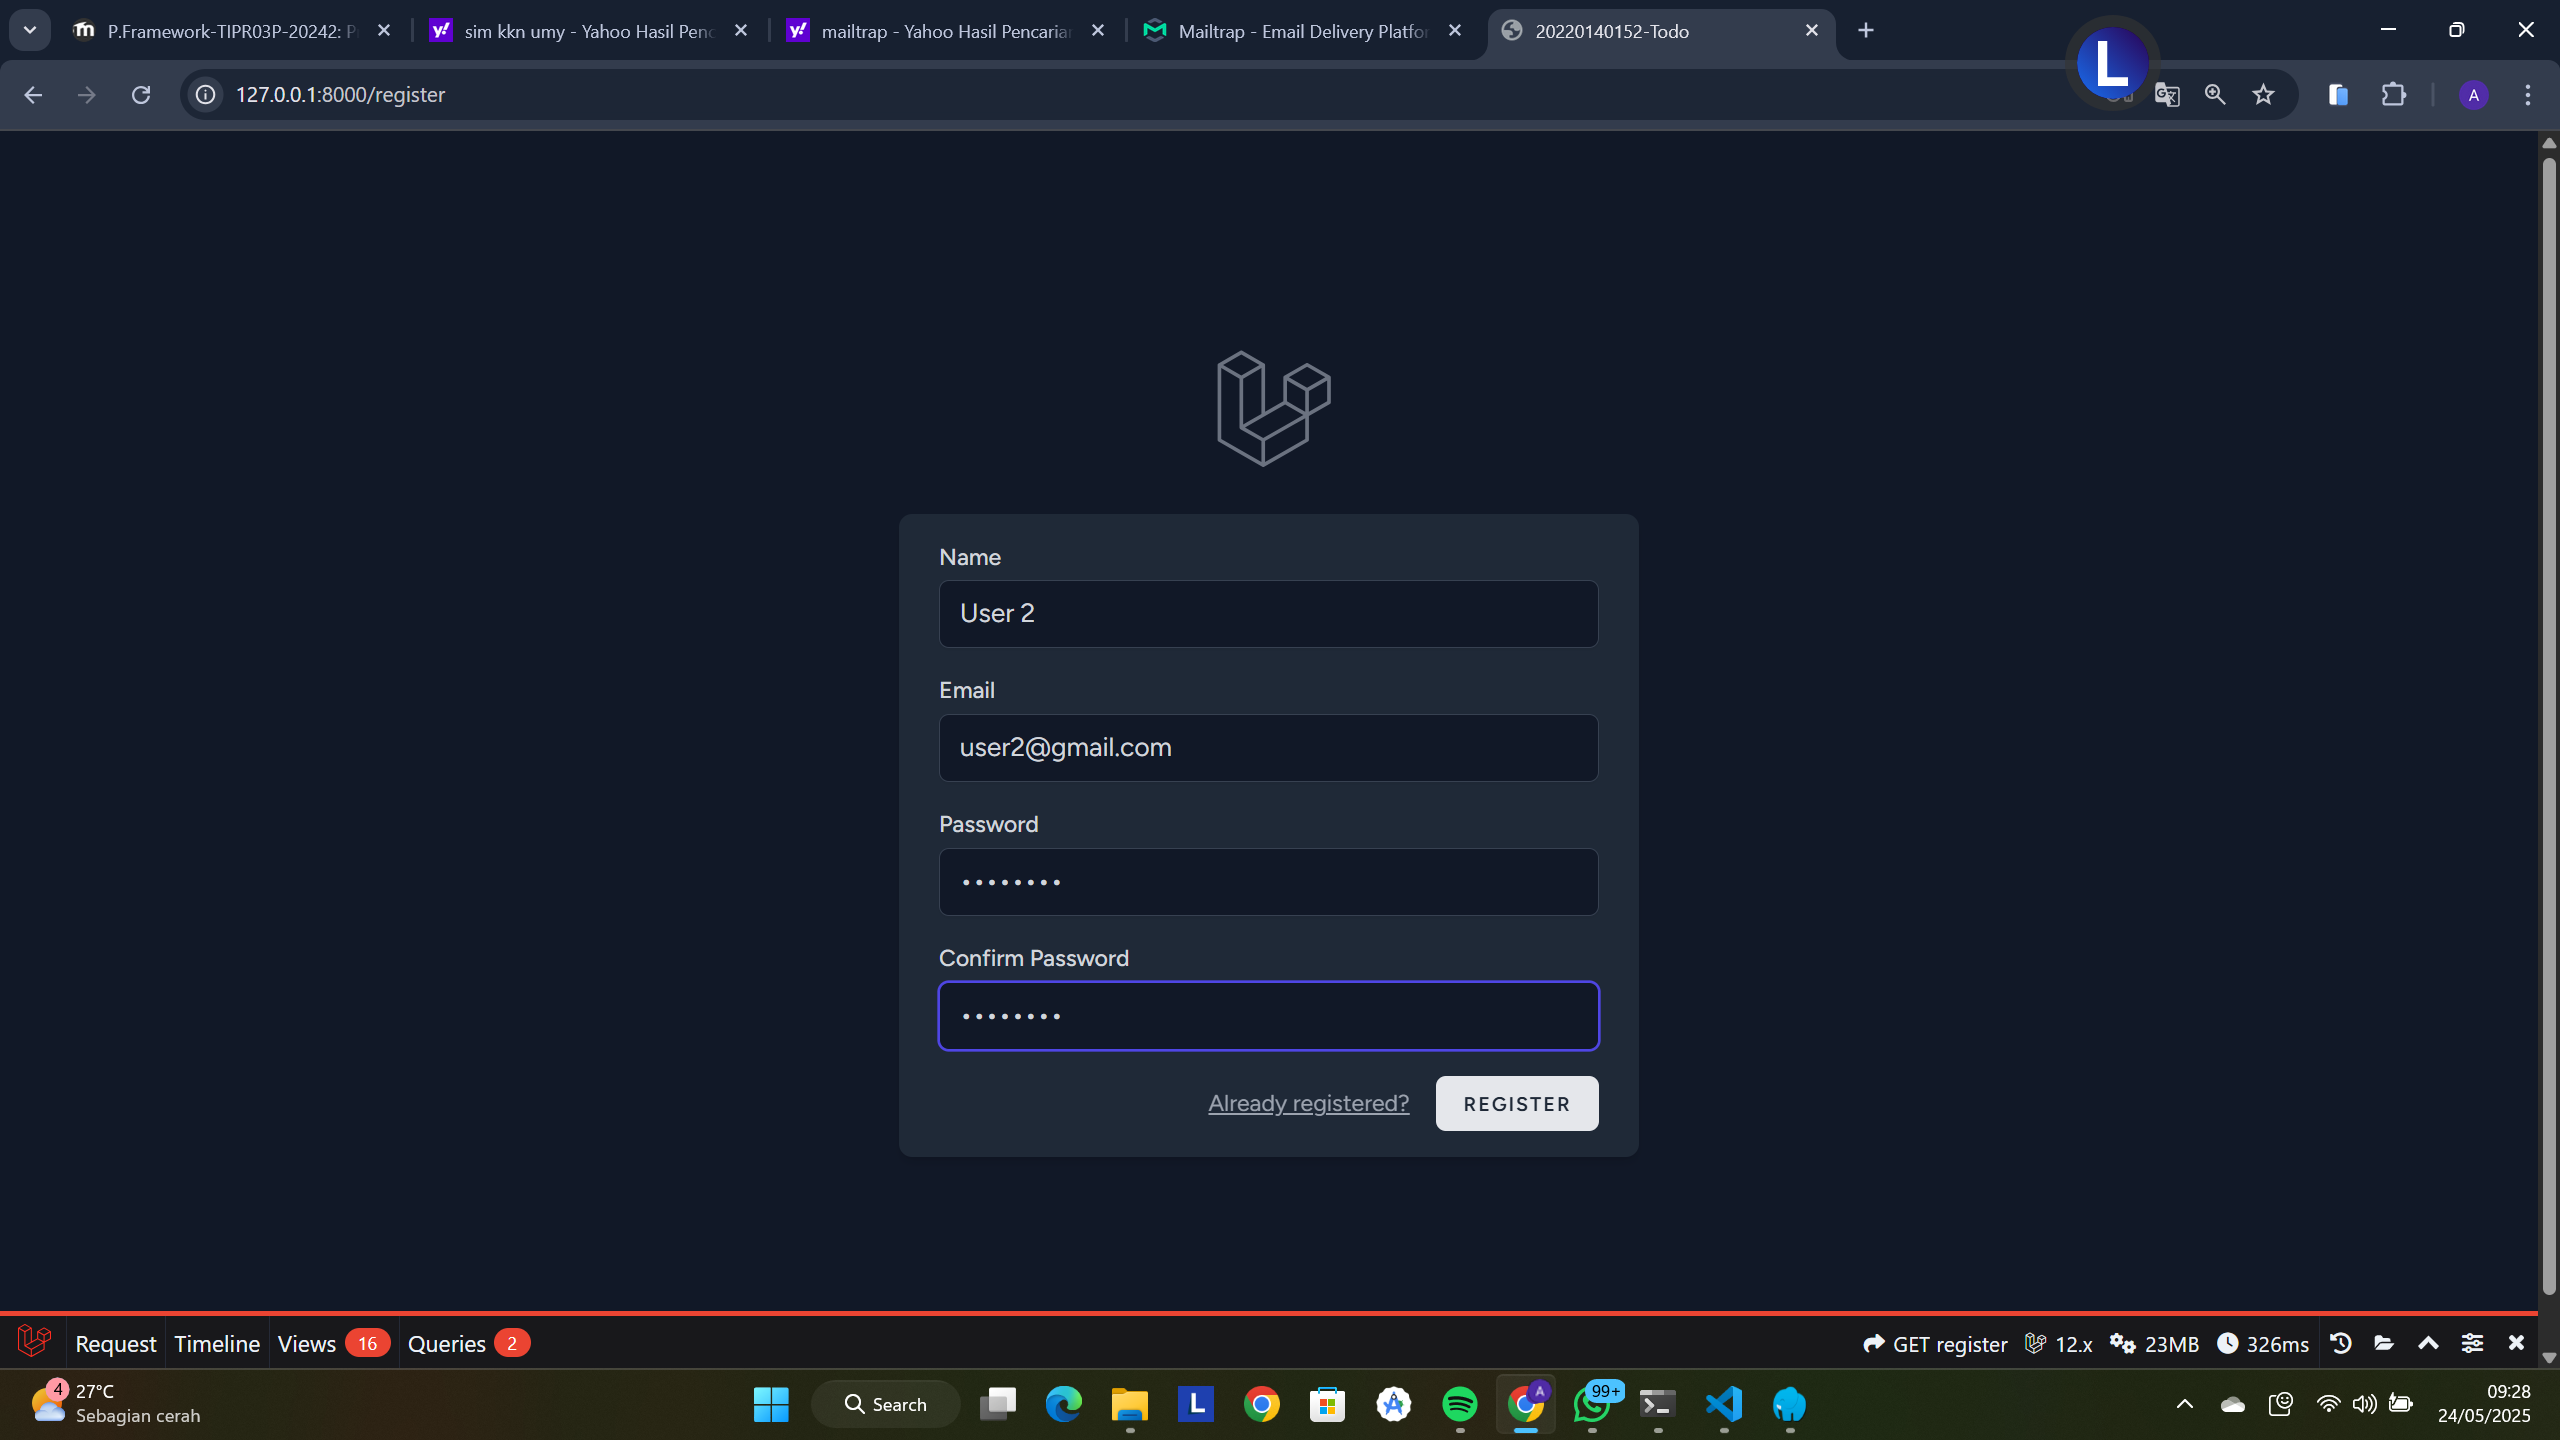 P.Framework-TIPR03P-20242: P
sim kkn umy - Yahoo Hasil Penc
mailtrap - Yahoo Hasil Pencarian
Mailtrap - Email Delivery Platfor
20220140152-Todo
127.0.0.1:8000/register
L
A
Name
User 2
Email
user2@gmail.com
Password
••••••••
Confirm Password
••••••••
Already registered?
REGISTER
Request
Timeline
Views 16
Queries 2
GET register
12.x
23MB
326ms
4
27°C
Sebagian cerah
Search
L
A
99+
09:28
24/05/2025